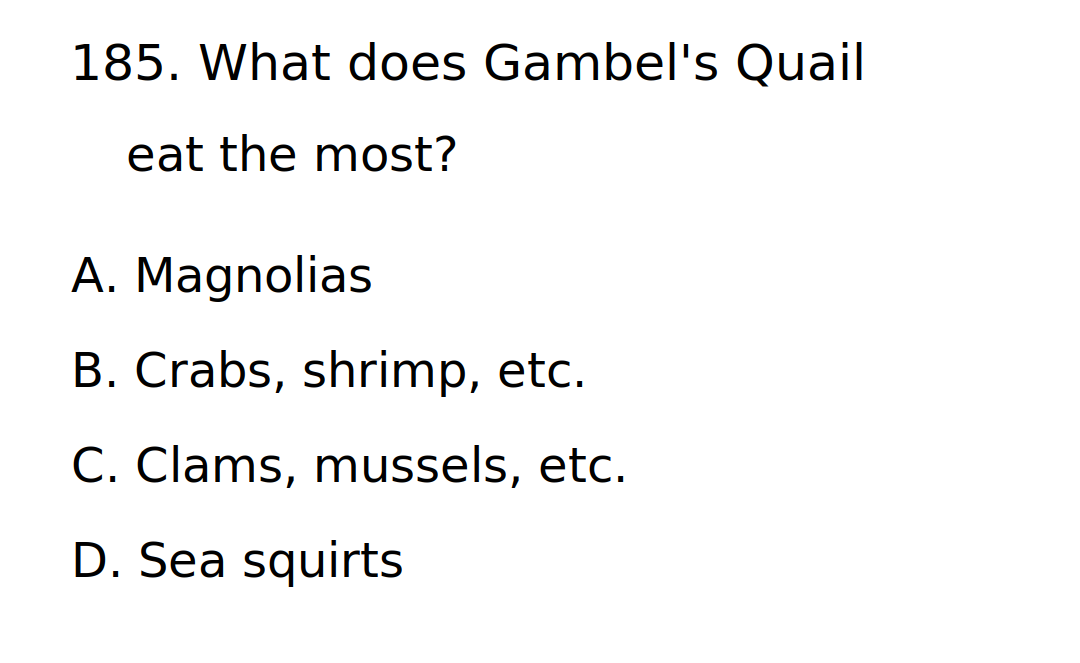 185. What does Gambel's Quail
eat the most?
A. Magnolias
B. Crabs, shrimp, etc.
C. Clams, mussels, etc.
D. Sea squirts